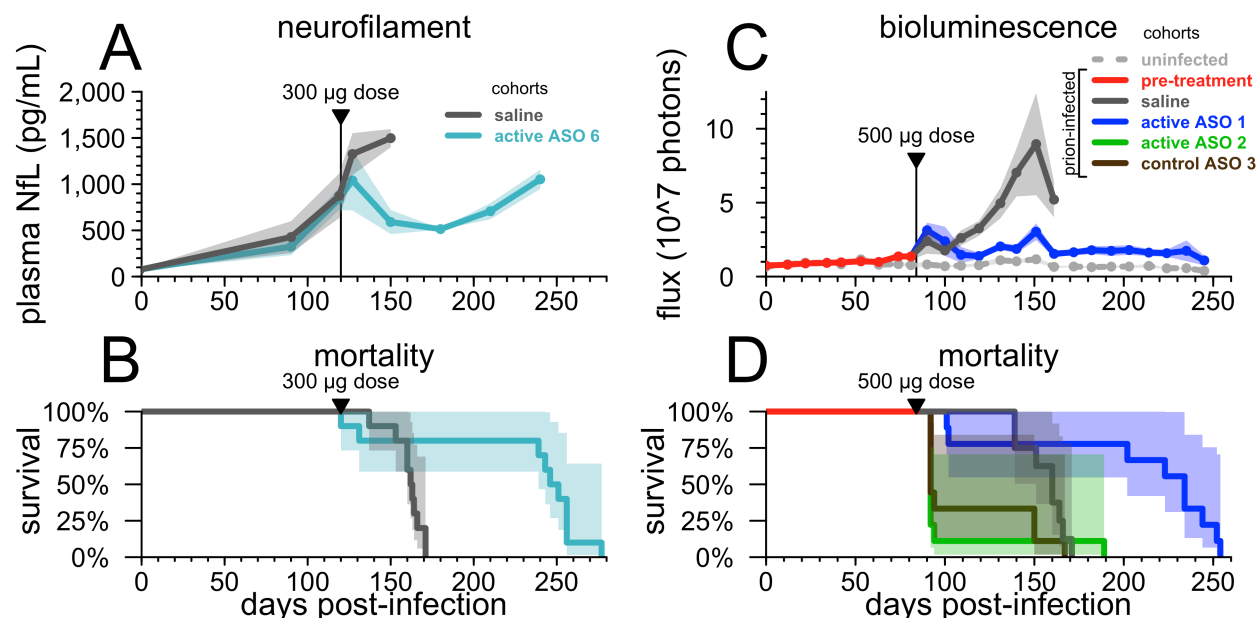 A
neurofilament
plasma NfL (pg/mL)
2,000
1,500
1,000
500
0
300 µg dose
cohorts
saline
active ASO 6
0 50 100 150 200 250
C
bioluminescence
flux (10^7 photons)
10
5
0
500 µg dose
cohorts
uninfected
prion-infected
pre-treatment
saline
active ASO 1
active ASO 2
control ASO 3
0 50 100 150 200 250
B
mortality
300 µg dose
survival
100%
75%
50%
25%
0%
0 50 100 150 200 250
days post-infection
D
mortality
500 µg dose
survival
100%
75%
50%
25%
0%
0 50 100 150 200 250
days post-infection